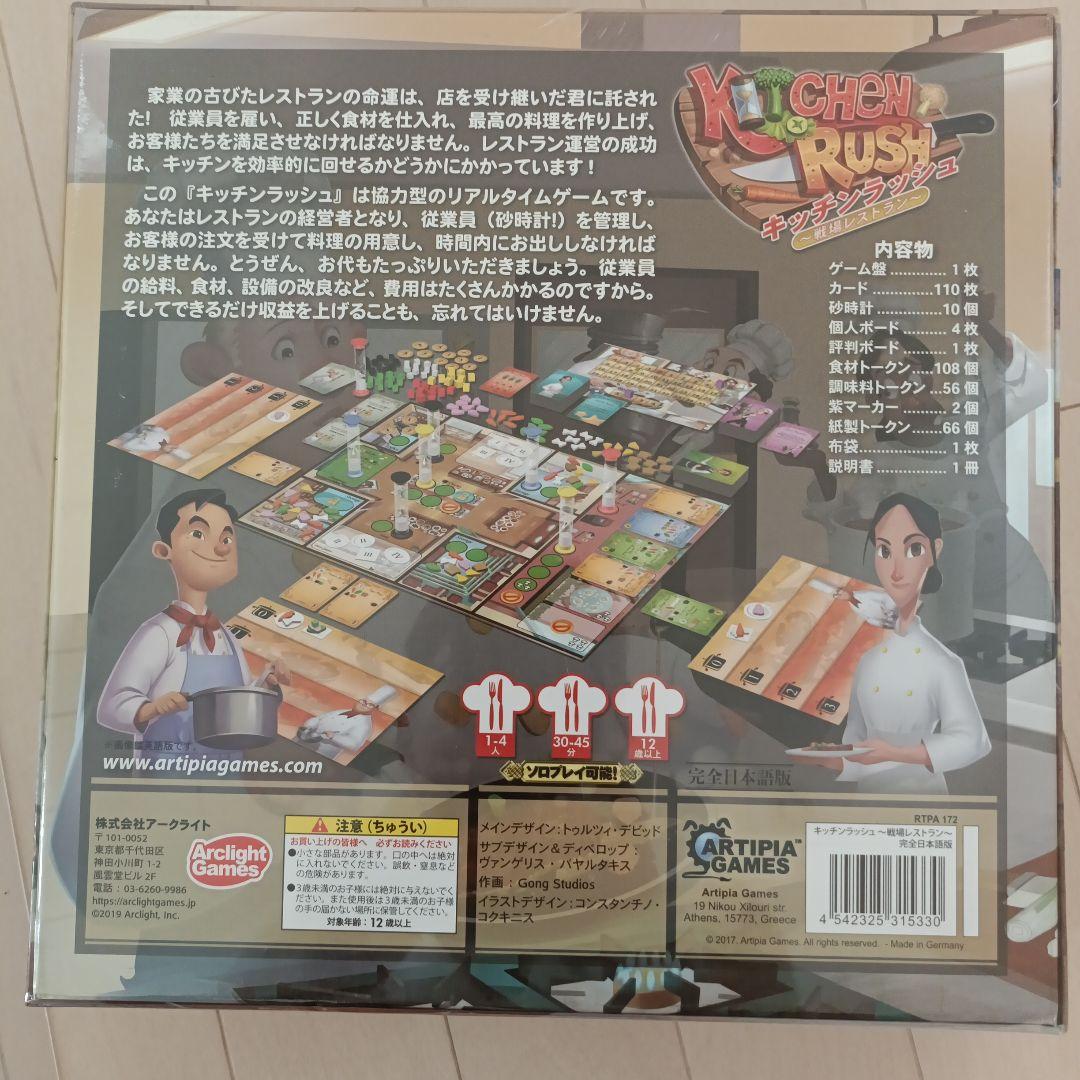 家業の古びたレストランの命運は、店を受け継いだ君に託され
た! 従業員を雇い、正しく食材を仕入れ、最高の料理を作り上げ、
お客様たちを満足させなければなりません。レストラン運営の成功
は、キッチンを効率的に回せるかどうかにかかっています!
この『キッチンラッシュ』は協力型のリアルタイムゲームです。
あなたはレストランの経営者となり、従業員(砂時計!)を管理し、
お客様の注文を受けて料理の用意し、時間内にお出ししなければ
なりません。とうぜん、お代もたっぷりいただきましょう。従業員
の給料、食材、設備の改良など、費用はたくさんかかるのですから。
そしてできるだけ収益を上げることも、忘れてはいけません。
KITCHEN
RUSH
キッチンラッシュ
〜戦場レストラン〜
内容物
ゲーム盤............1枚
カード..............110枚
砂時計...............10個
個人ボード..........4枚
評判ボード..........1枚
食材トークン.....108個
調味料トークン..56個
紫マーカー..........2個
紙製トークン.......66個
布袋....................1枚
説明書.................1冊
1-4
人
30-45
分
12
歳以上
ソロプレイ可能!
完全日本語版
※画像は英語版です。
www.artipiagames.com
株式会社アークライト
〒101-0052
東京都千代田区
神田小川町 1-2
風雲堂ビル 2F
電話:03-6260-9986
https://arclightgames.jp
©2019 Arclight, Inc.
Arclight
Games
注意(ちゅうい)
お買い上げの皆様へ 必ずお読みください
●小さな部品があります。口の中へは絶対
に入れないでください。誤飲・窒息など
の危険があります。
●3歳未満のお子様には絶対に与えないでく
ださい。また使用後は3歳未満のお子様
の手の届かない場所に保管してください。
対象年齢:12歳以上
メインデザイン:トゥルツィ・デビッド
サブデザイン&ディベロップ:
ヴァンゲリス・バヤルタキス
作画:Gong Studios
イラストデザイン:コンスタンチノ・
コクキニス
ARTIPIA™
GAMES
Artipia Games
19 Nikou Xilouri str.
Athens, 15773, Greece
RTPA 172
キッチンラッシュ 〜戦場レストラン〜
完全日本語版
4 542325 315330
© 2017. Artipia Games. All rights reserved. - Made in Germany